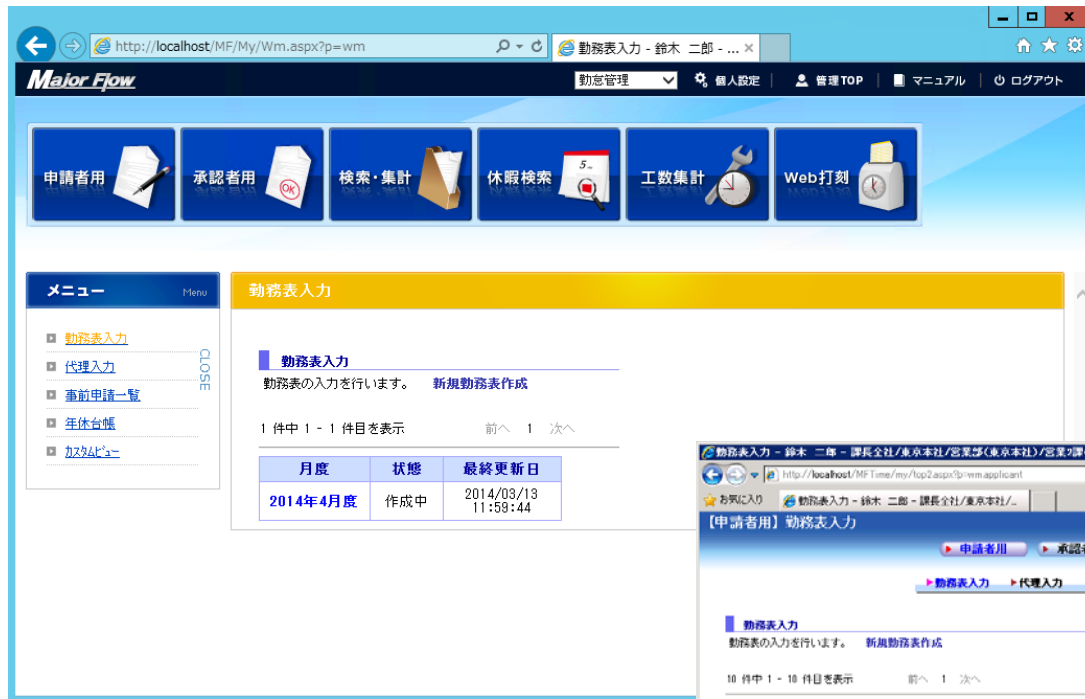 http://localhost/MF/My/Wm.aspx?p=wm
勤務表入力 - 鈴木 二郎 - ...
Major Flow
勤怠管理
個人設定
管理TOP
マニュアル
ログアウト
申請者用
承認者用
OK
検索・集計
休暇検索
5
工数集計
Web打刻
メニュー
Menu
勤務表入力
勤務表入力
代理入力
事前申請一覧
年休台帳
カスタムビュー
CLOSE
勤務表入力
勤務表の入力を行います。 新規勤務表作成
1 件中 1 - 1 件目を表示 前へ 1 次へ
月度 状態 最終更新日
2014年4月度 作成中 2014/03/13
11:59:44
勤務表入力 - 鈴木 二郎 - 課長全社/東京本社/営業部(東京本社)/営業2課
http://localhost/MFTime/my/top2.aspx?p=wm.applicant
お気に入り
勤務表入力 - 鈴木 二郎 - 課長全社/東京本社/...
【申請者用】勤務表入力
申請者用
承認者
勤務表入力
代理入力
勤務表入力
勤務表の入力を行います。 新規勤務表作成
10 件中 1 - 10 件目を表示 前へ 1 次へ